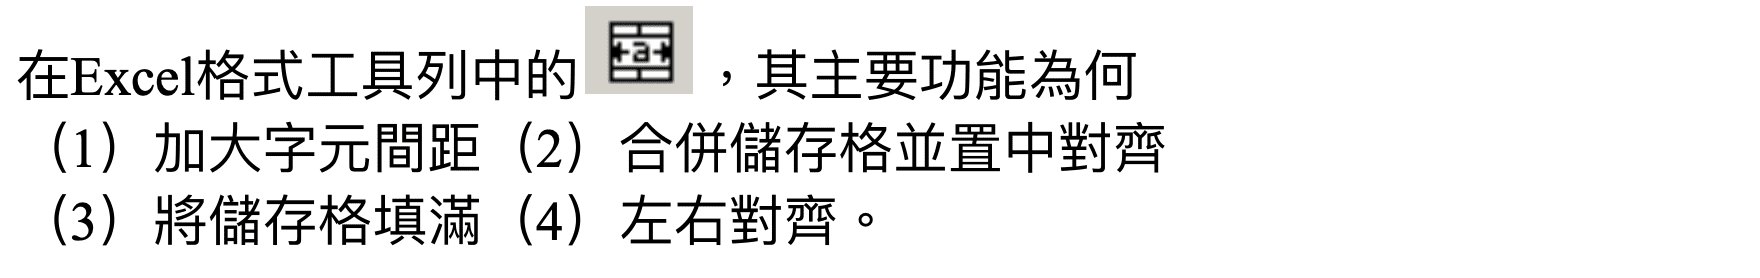 在Excel格式工具列中的 a ，其主要功能為何
（1）加大字元間距（2）合併儲存格並置中對齊
（3）將儲存格填滿（4）左右對齊。